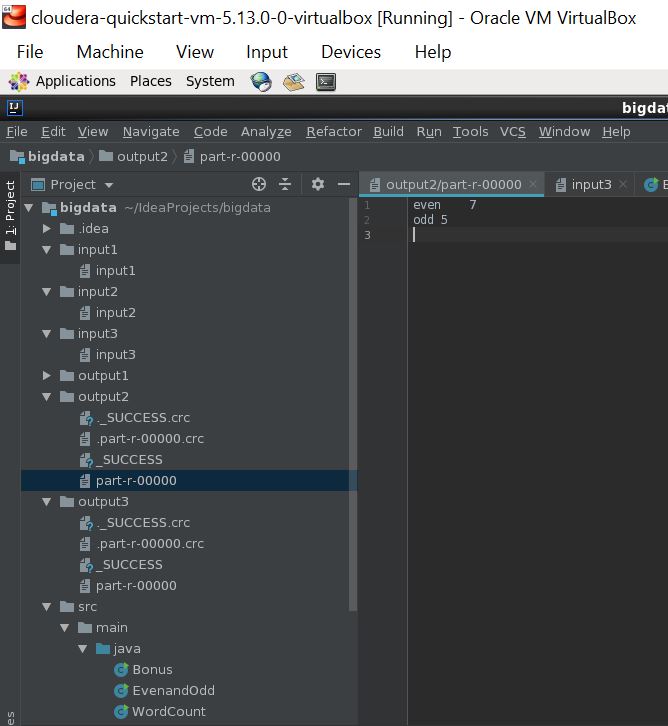 cloudera-quickstart-vm-5.13.0-0-virtualbox [Running] - Oracle VM VirtualBox
File Machine View Input Devices Help
Applications Places System
IJ
File Edit View Navigate Code Analyze Refactor Build Run Tools VCS Window Help
bigdata output2 part-r-00000
1: Project
Project
output2/part-r-00000 input3
bigdata ~/IdeaProjects/bigdata
.idea
input1
input1
input2
input2
input3
input3
output1
output2
._SUCCESS.crc
.part-r-00000.crc
_SUCCESS
part-r-00000
output3
._SUCCESS.crc
.part-r-00000.crc
_SUCCESS
part-r-00000
src
main
java
Bonus
EvenandOdd
WordCount
1 even 7
2 odd 5
3